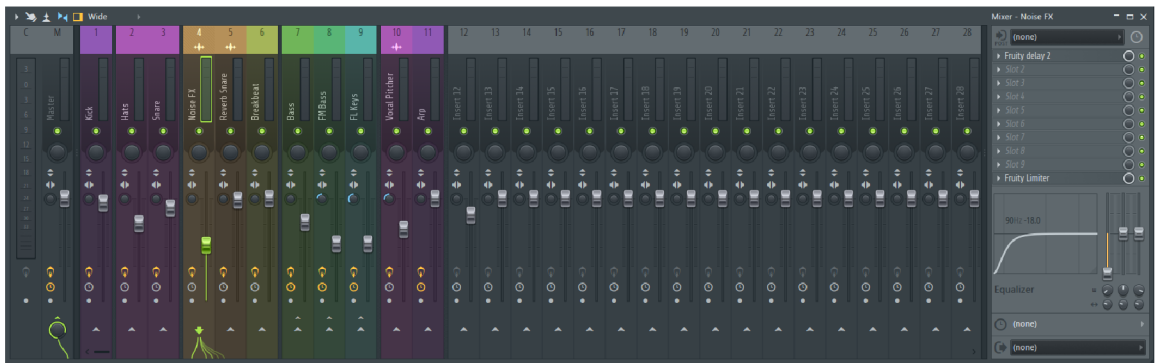 Wide
Mixer - Noise FX
C M 1 2 3 4 5 6 7 8 9 10 11 12 13 14 15 16 17 18 19 20 21 22 23 24 25 26 27 28
Master
Kick
Hats
Snare
Noise FX
Reverb Snare
Breakbeat
Bass
FM Bass
FL Keys
Vocal Pitcher
Arp
Insert 12
Insert 13
Insert 14
Insert 15
Insert 16
Insert 17
Insert 18
Insert 19
Insert 20
Insert 21
Insert 22
Insert 23
Insert 24
Insert 25
Insert 26
Insert 27
Insert 28
(none)
Fruity delay 2
Slot 2
Slot 3
Slot 4
Slot 5
Slot 6
Slot 7
Slot 8
Slot 9
Fruity Limiter
90Hz -18.0
Equalizer
(none)
(none)